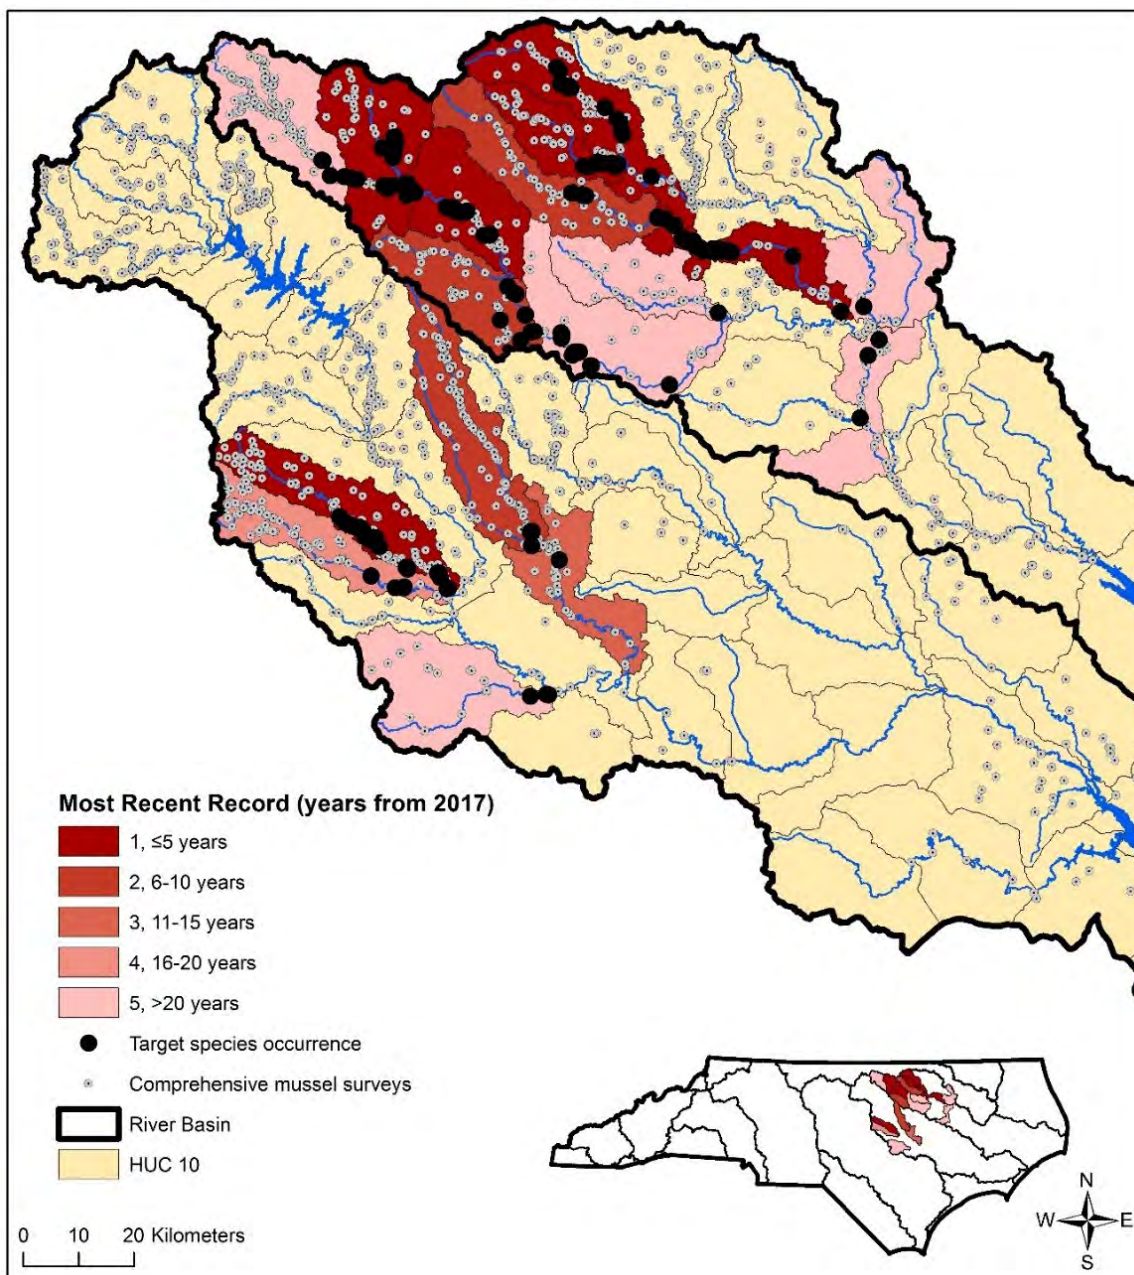 Most Recent Record (years from 2017)
1, ≤5 years
2, 6-10 years
3, 11-15 years
4, 16-20 years
5, >20 years
Target species occurrence
Comprehensive mussel surveys
River Basin
HUC 10
0 10 20 Kilometers
N
W E
S